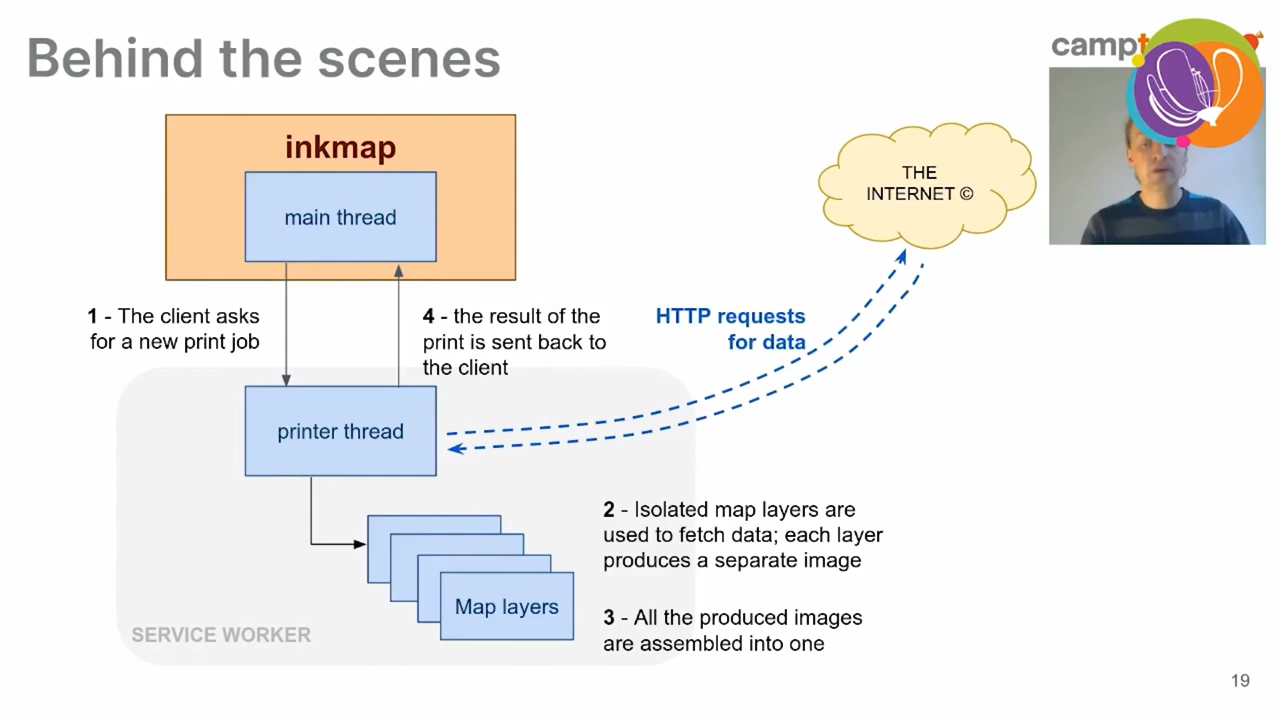 Behind the scenes
camp
inkmap
main thread
THE
INTERNET ©
1 - The client asks
for a new print job
4 - the result of the
print is sent back to
the client
HTTP requests
for data
printer thread
2 - Isolated map layers are
used to fetch data; each layer
produces a separate image
Map layers
3 - All the produced images
are assembled into one
SERVICE WORKER
19